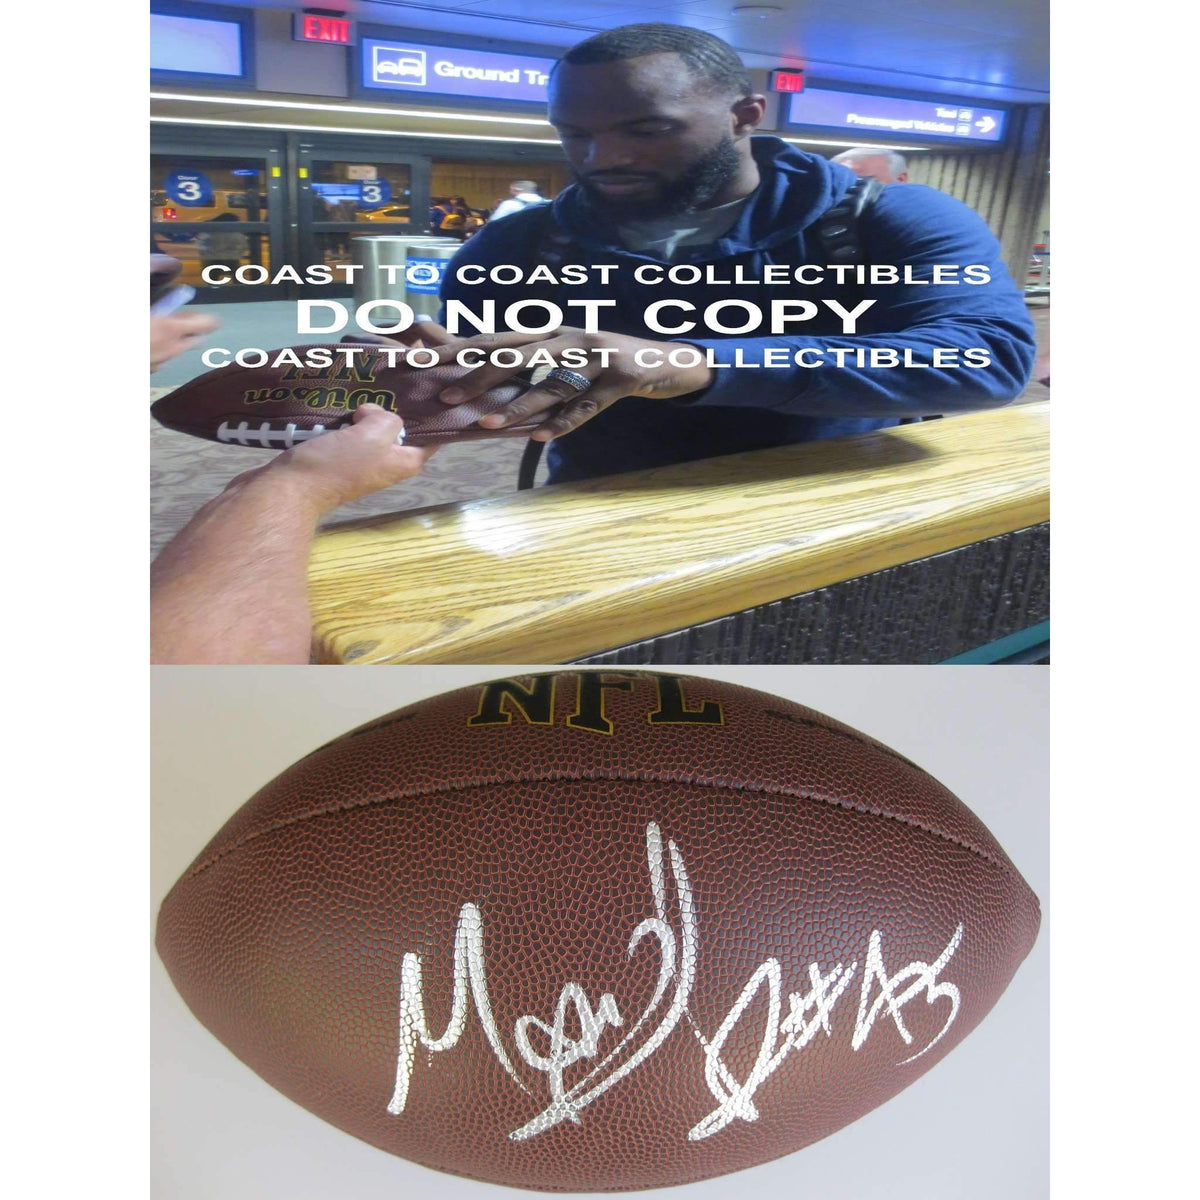 EXIT
Ground Tr
EXIT
Taxi
Prearranged Vehicles
Door
3
3
COAST TO COAST COLLECTIBLES
DO NOT COPY
COAST TO COAST COLLECTIBLES
NFL
Wilson
NFL